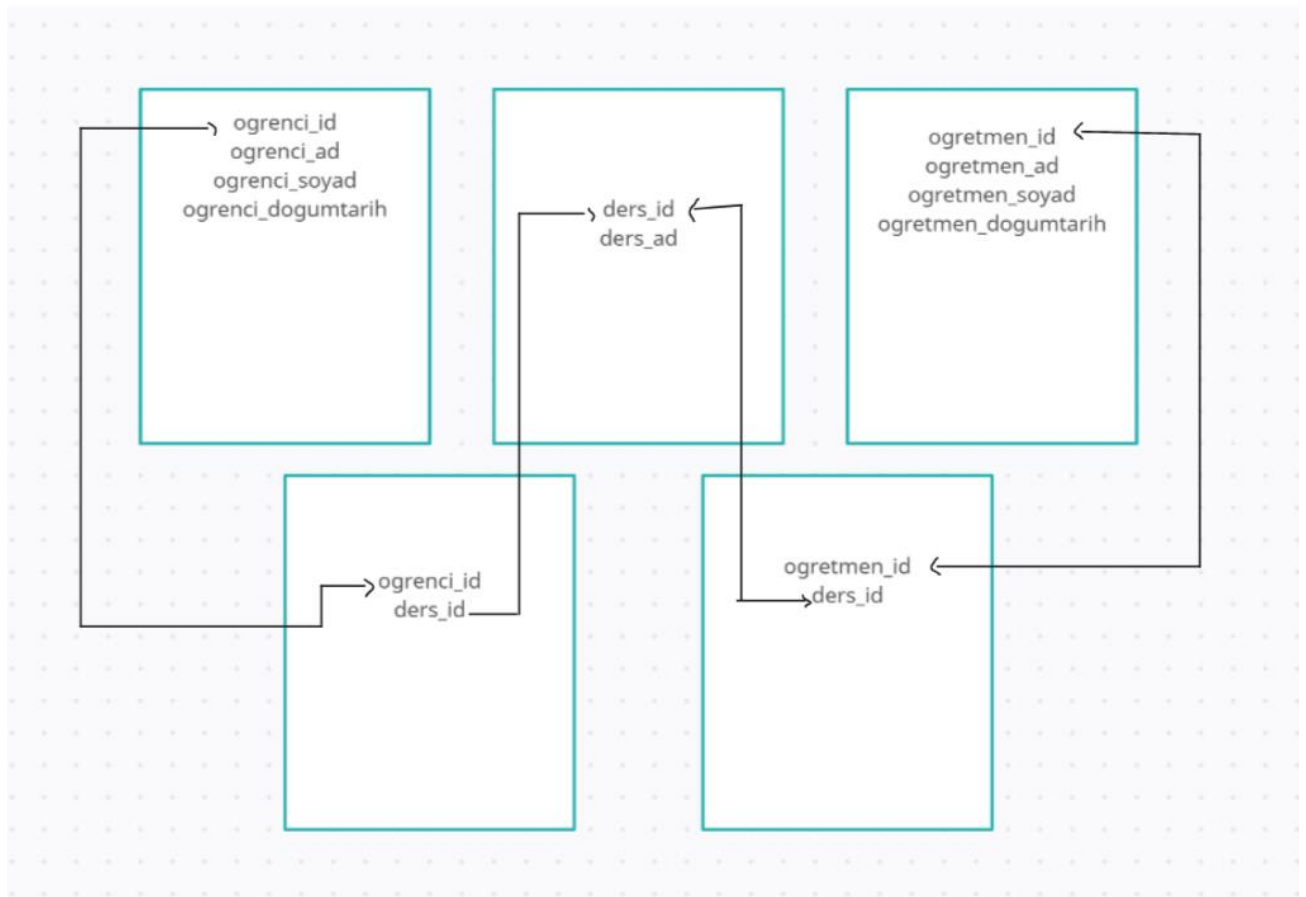 ogrenci_id
ogrenci_ad
ogrenci_soyad
ogrenci_dogumtarih
ders_id
ders_ad
ogretmen_id
ogretmen_ad
ogretmen_soyad
ogretmen_dogumtarih
ogrenci_id
ders_id
ogretmen_id
ders_id